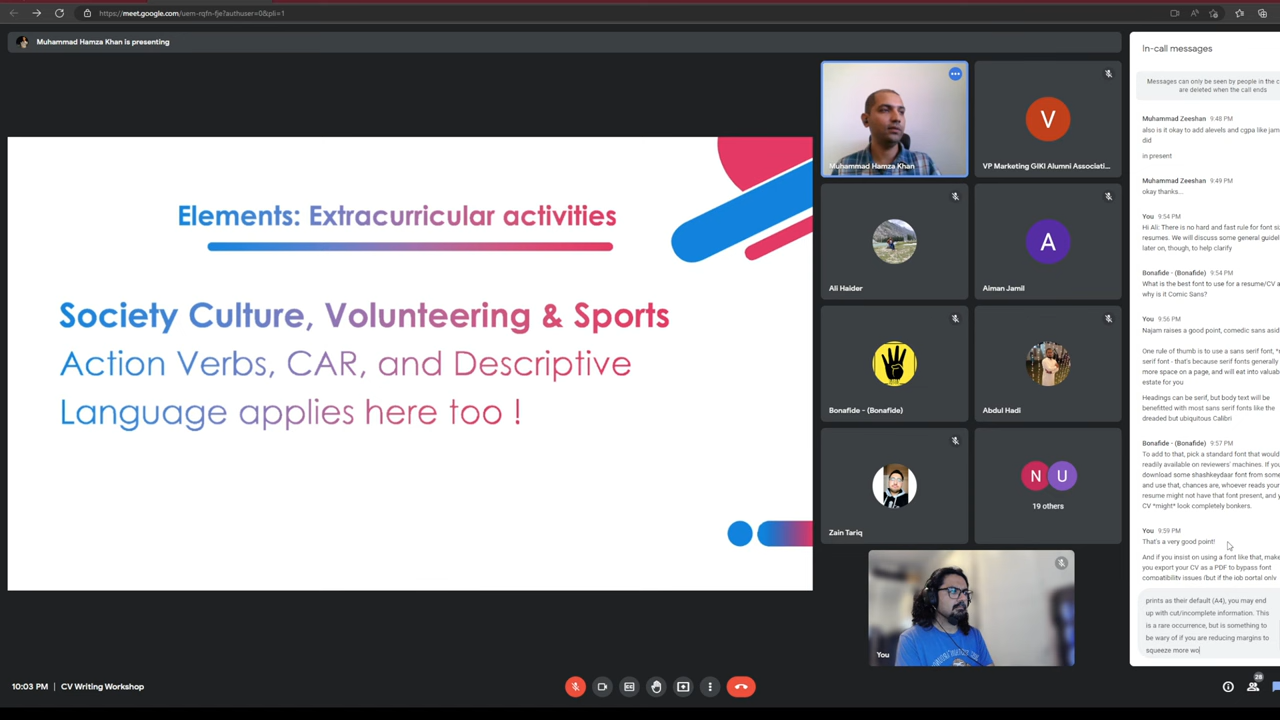 https://meet.google.com/uem-rqfn-fje?authuser=0&pli=1
Muhammad Hamza Khan is presenting
Elements: Extracurricular activities
Society Culture, Volunteering & Sports
Action Verbs, CAR, and Descriptive
Language applies here too !
Muhammad Hamza Khan
V
VP Marketing GIKI Alumni Associati...
Ali Haider
A
Aiman Jamil
Bonafide - (Bonafide)
Abdul Hadi
Zain Tariq
N U
19 others
You
In-call messages
Messages can only be seen by people in the c
are deleted when the call ends
Muhammad Zeeshan 9:48 PM
also is it okay to add alevels and cgpa like jam
did
in present
Muhammad Zeeshan 9:49 PM
okay thanks...
You 9:54 PM
Hi Ali: There is no hard and fast rule for font si
resumes. We will discuss some general guidel
later on, though, to help clarify
Bonafide - (Bonafide) 9:54 PM
What is the best font to use for a resume/CV a
why is it Comic Sans?
You 9:56 PM
Najam raises a good point, comedic sans asid
One rule of thumb is to use a sans serif font, *
serif font - that's because serif fonts generally
more space on a page, and will eat into valuab
estate for you
Headings can be serif, but body text will be
benefitted with most sans serif fonts like the
dreaded but ubiquitous Calibri
Bonafide - (Bonafide) 9:57 PM
To add to that, pick a standard font that would
readily available on reviewers' machines. If you
download some shashkeydaar font from some
and use that, chances are, whoever reads your
resume might not have that font present, and y
CV *might* look completely bonkers.
You 9:59 PM
That's a very good point!
And if you insist on using a font like that, make
you export your CV as a PDF to bypass font
compatibility issues (but if the job portal only
prints as their default (A4), you may end
up with cut/incomplete information. This
is a rare occurrence, but is something to
be wary of if you are reducing margins to
squeeze more wo
10:03 PM | CV Writing Workshop
28